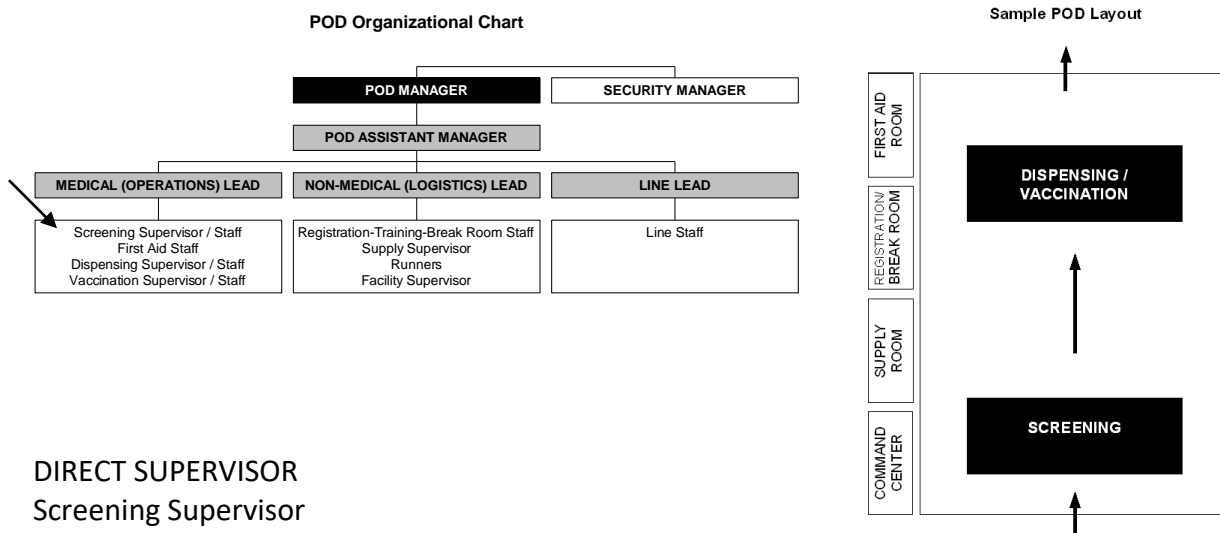 POD Organizational Chart
POD MANAGER
SECURITY MANAGER
POD ASSISTANT MANAGER
MEDICAL (OPERATIONS) LEAD
NON-MEDICAL (LOGISTICS) LEAD
LINE LEAD
Screening Supervisor / Staff
First Aid Staff
Dispensing Supervisor / Staff
Vaccination Supervisor / Staff
Registration-Training-Break Room Staff
Supply Supervisor
Runners
Facility Supervisor
Line Staff
DIRECT SUPERVISOR
Screening Supervisor
Sample POD Layout
FIRST AID
ROOM
REGISTRATION/
BREAK ROOM
SUPPLY
ROOM
COMMAND
CENTER
DISPENSING /
VACCINATION
SCREENING